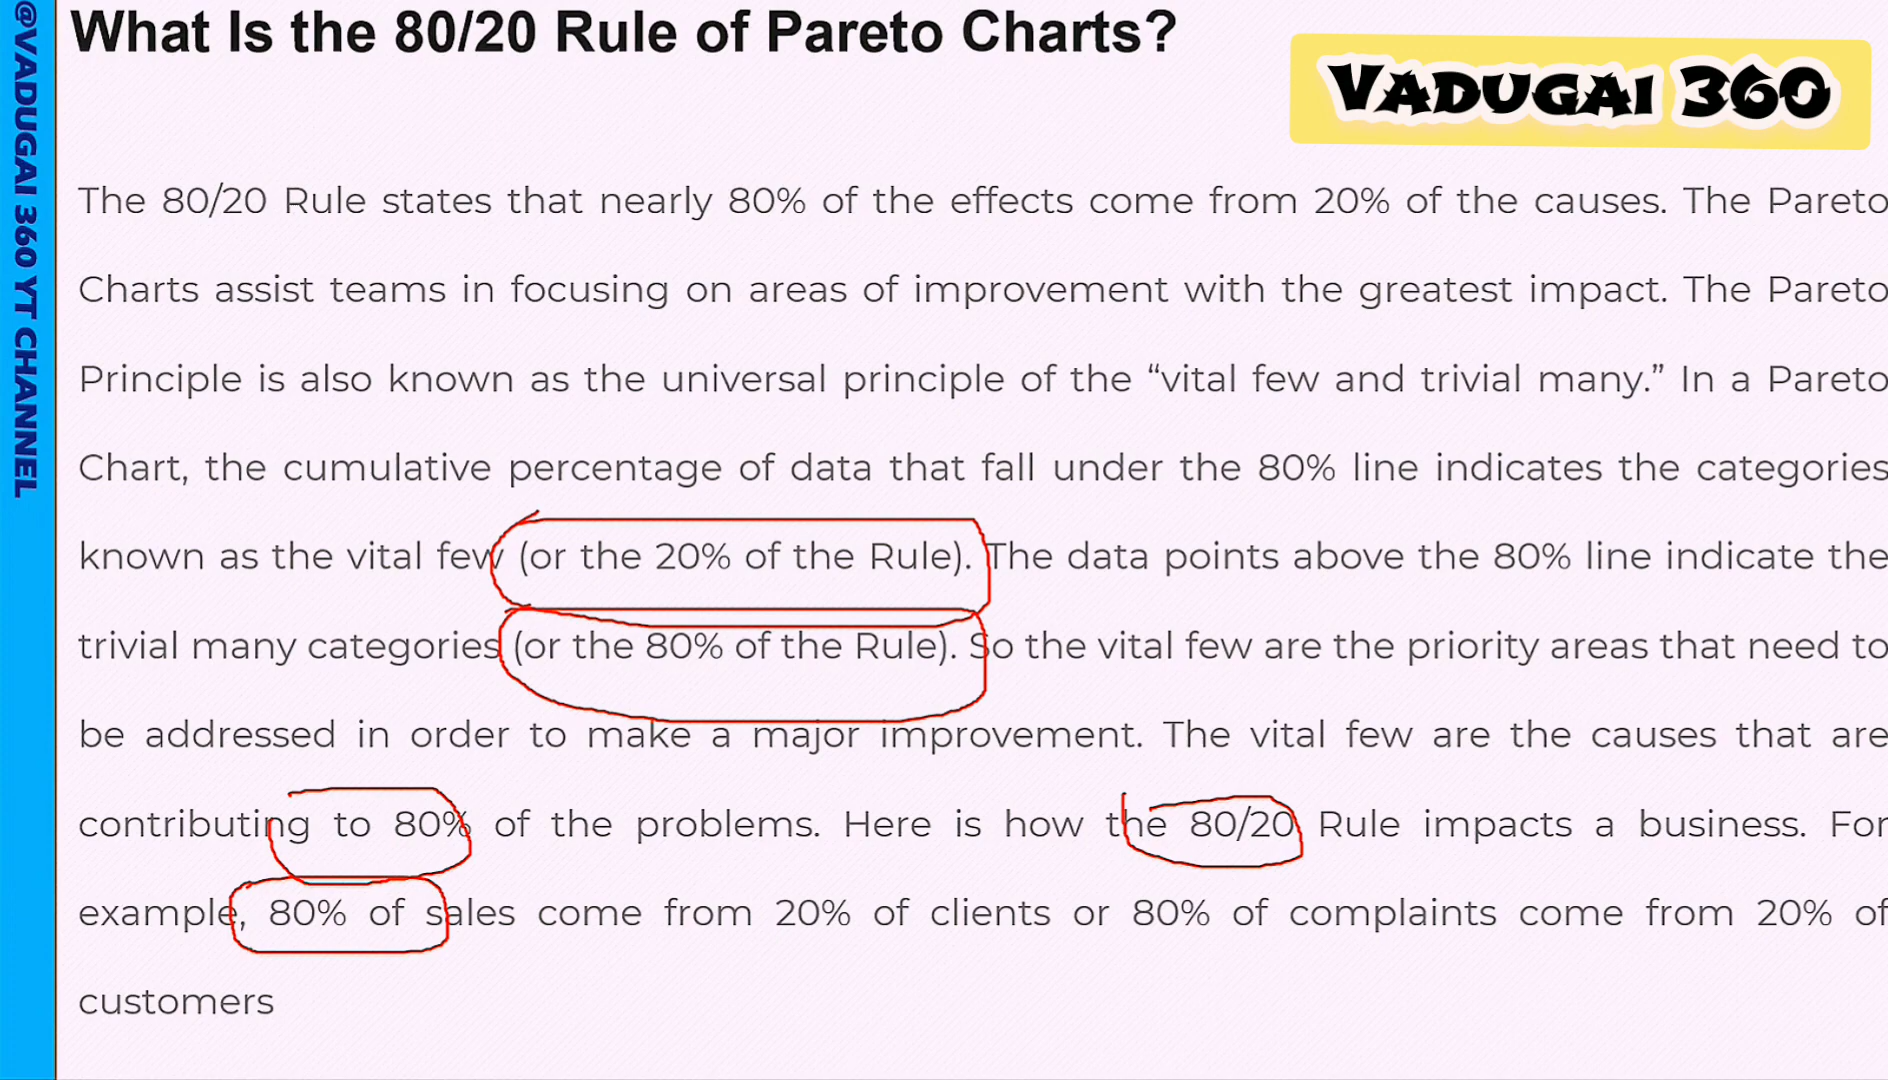 What Is the 80/20 Rule of Pareto Charts?
VADUGAI 360
@VADUGAI 360 YT CHANNEL
The 80/20 Rule states that nearly 80% of the effects come from 20% of the causes. The Pareto
Charts assist teams in focusing on areas of improvement with the greatest impact. The Pareto
Principle is also known as the universal principle of the “vital few and trivial many.” In a Pareto
Chart, the cumulative percentage of data that fall under the 80% line indicates the categories
known as the vital few (or the 20% of the Rule). The data points above the 80% line indicate the
trivial many categories (or the 80% of the Rule). So the vital few are the priority areas that need to
be addressed in order to make a major improvement. The vital few are the causes that are
contributing to 80% of the problems. Here is how the 80/20 Rule impacts a business. For
example, 80% of sales come from 20% of clients or 80% of complaints come from 20% of
customers